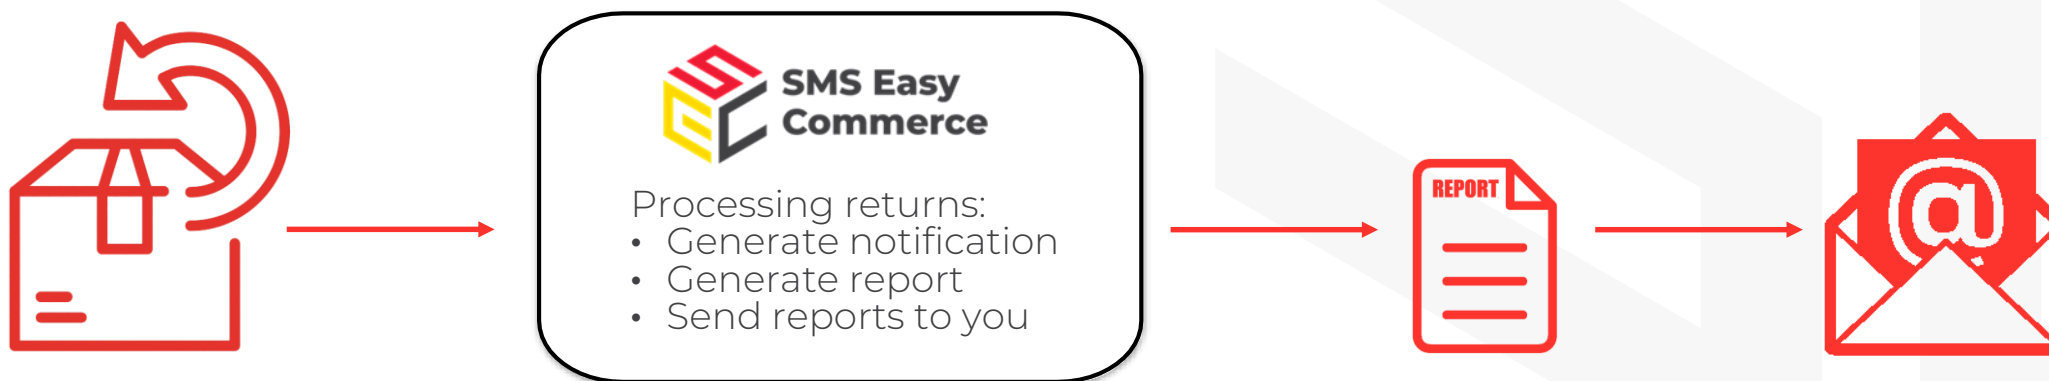 SMS Easy
Commerce
Processing returns:
• Generate notification
• Generate report
• Send reports to you
REPORT
@